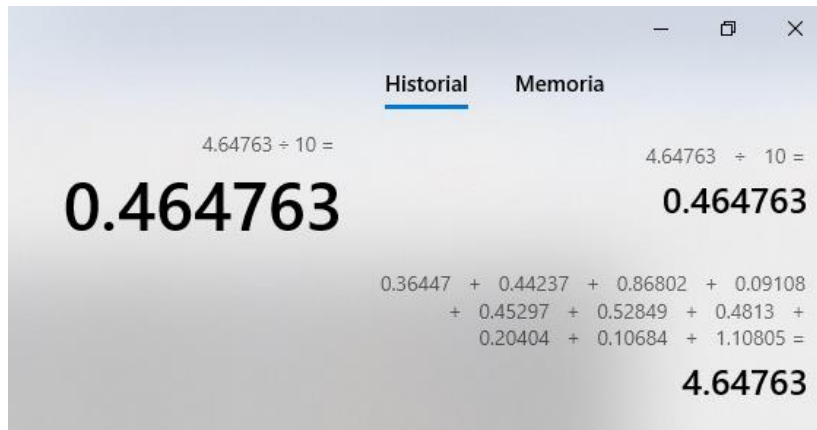 Historial Memoria
4.64763 ÷ 10 =
0.464763
4.64763 ÷ 10 =
0.464763
0.36447 + 0.44237 + 0.86802 + 0.09108
+ 0.45297 + 0.52849 + 0.4813 +
0.20404 + 0.10684 + 1.10805 =
4.64763